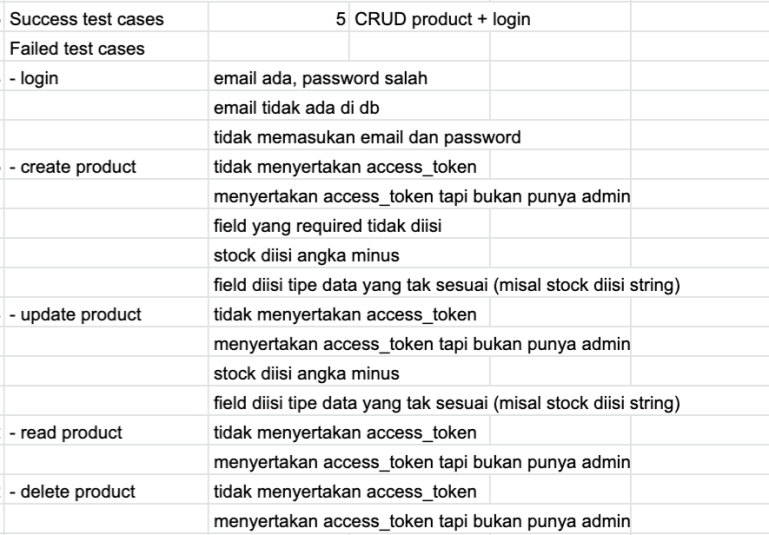 Success test cases 5 CRUD product + login
Failed test cases
- login email ada, password salah
email tidak ada di db
tidak memasukan email dan password
- create product tidak menyertakan access_token
menyertakan access_token tapi bukan punya admin
field yang required tidak diisi
stock diisi angka minus
field diisi tipe data yang tak sesuai (misal stock diisi string)
- update product tidak menyertakan access_token
menyertakan access_token tapi bukan punya admin
stock diisi angka minus
field diisi tipe data yang tak sesuai (misal stock diisi string)
- read product tidak menyertakan access_token
menyertakan access_token tapi bukan punya admin
- delete product tidak menyertakan access_token
menyertakan access_token tapi bukan punya admin